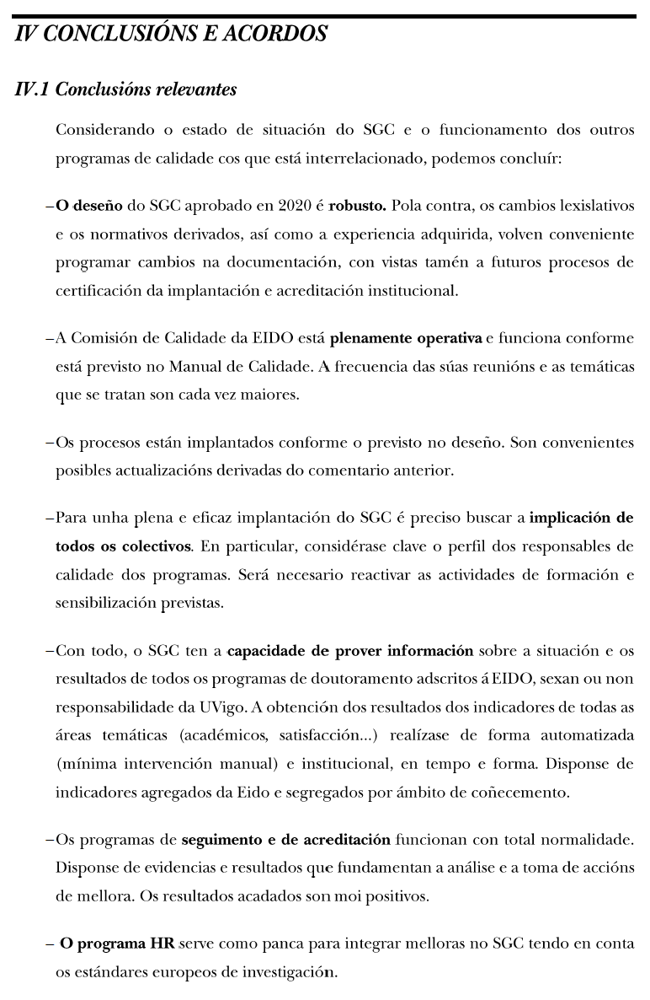 IV CONCLUSIÓNS E ACORDOS
IV.1 Conclusións relevantes
Considerando o estado de situación do SGC e o funcionamento dos outros
programas de calidade cos que está interrelacionado, podemos concluír:
–O deseño do SGC aprobado en 2020 é robusto. Pola contra, os cambios lexislativos
e os normativos derivados, así como a experiencia adquirida, volven conveniente
programar cambios na documentación, con vistas tamén a futuros procesos de
certificación da implantación e acreditación institucional.
–A Comisión de Calidade da EIDO está plenamente operativa e funciona conforme
está previsto no Manual de Calidade. A frecuencia das súas reunións e as temáticas
que se tratan son cada vez maiores.
–Os procesos están implantados conforme o previsto no deseño. Son convenientes
posibles actualizacións derivadas do comentario anterior.
–Para unha plena e eficaz implantación do SGC é preciso buscar a implicación de
todos os colectivos. En particular, considérase clave o perfil dos responsables de
calidade dos programas. Será necesario reactivar as actividades de formación e
sensibilización previstas.
–Con todo, o SGC ten a capacidade de prover información sobre a situación e os
resultados de todos os programas de doutoramento adscritos á EIDO, sexan ou non
responsabilidade da UVigo. A obtención dos resultados dos indicadores de todas as
áreas temáticas (académicos, satisfacción...) realízase de forma automatizada
(mínima intervención manual) e institucional, en tempo e forma. Disponse de
indicadores agregados da Eido e segregados por ámbito de coñecemento.
–Os programas de seguimento e de acreditación funcionan con total normalidade.
Disponse de evidencias e resultados que fundamentan a análise e a toma de accións
de mellora. Os resultados acadados son moi positivos.
– O programa HR serve como panca para integrar melloras no SGC tendo en conta
os estándares europeos de investigación.